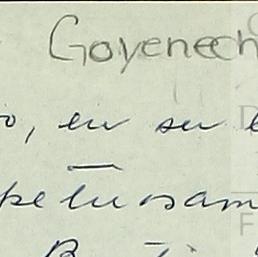 Goyenech
o, en su
petuosam